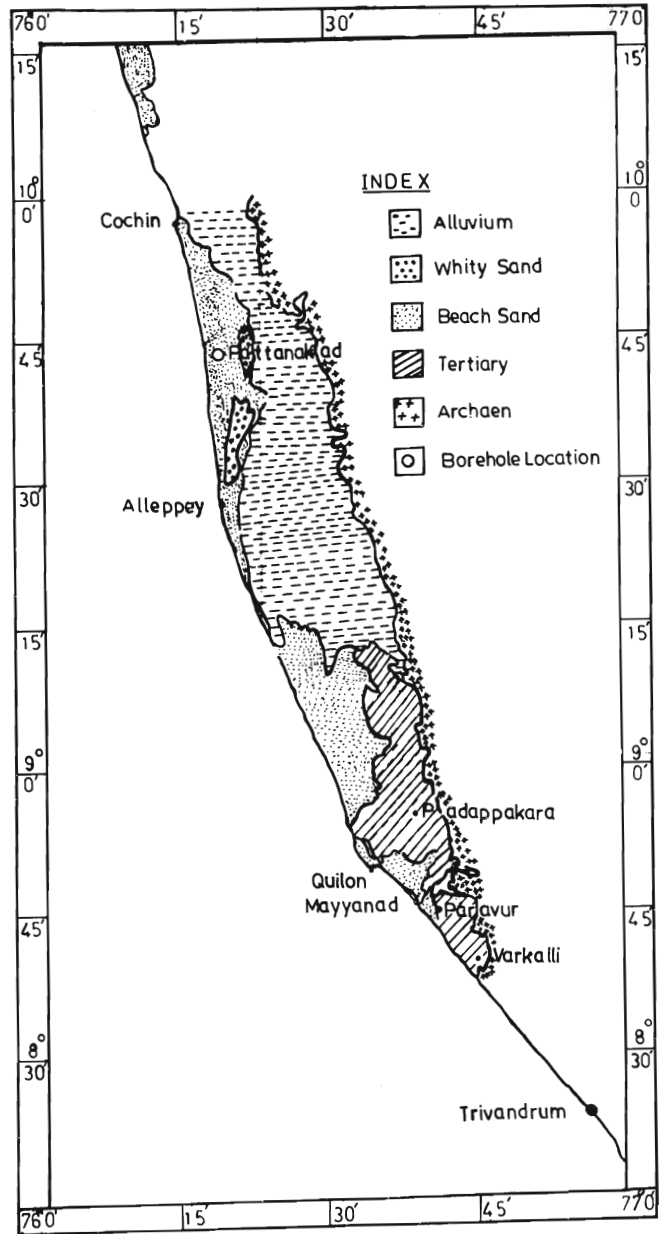 76°0' 15' 30' 45' 77°0'
15' 15'
10°0' 10°0
INDEX
Alluvium
Whity Sand
Beach Sand
Tertiary
Archaen
Borehole Location
Cochin
45' 45'
Pattanakad
30' 30'
Alleppey
15' 15'
9°0' 9°0'
Padappakara
Quilon
Mayyanad
Paravur
45' 45
Varkalli
8°30' 8°30'
Trivandrum
76°0' 15' 30' 45' 77°0'